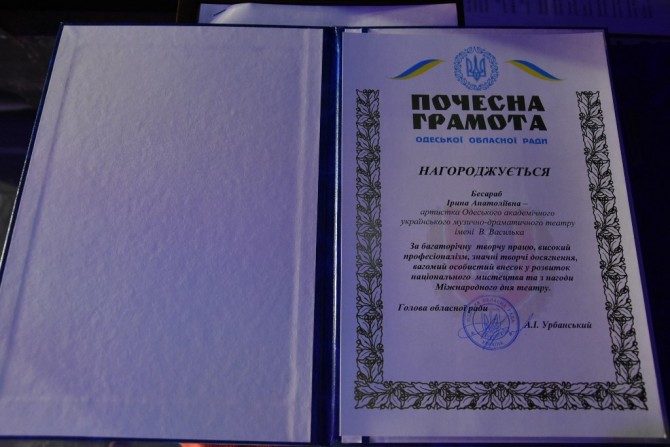 ПОЧЕСНА
ГРАМОТА
ОДЕСЬКОЇ ОБЛАСНОЇ РАДИ
НАГОРОДЖУЄТЬСЯ
Бесараб
Ірина Анатоліївна –
артистка Одеського академічного
українського музично-драматичного театру
імені В. Василька
За багаторічну творчу працю, високий
професіоналізм, значні творчі досягнення,
вагомий особистий внесок у розвиток
національного мистецтва та з нагоди
Міжнародного дня театру.
Голова обласної ради
А.І. Урбанський